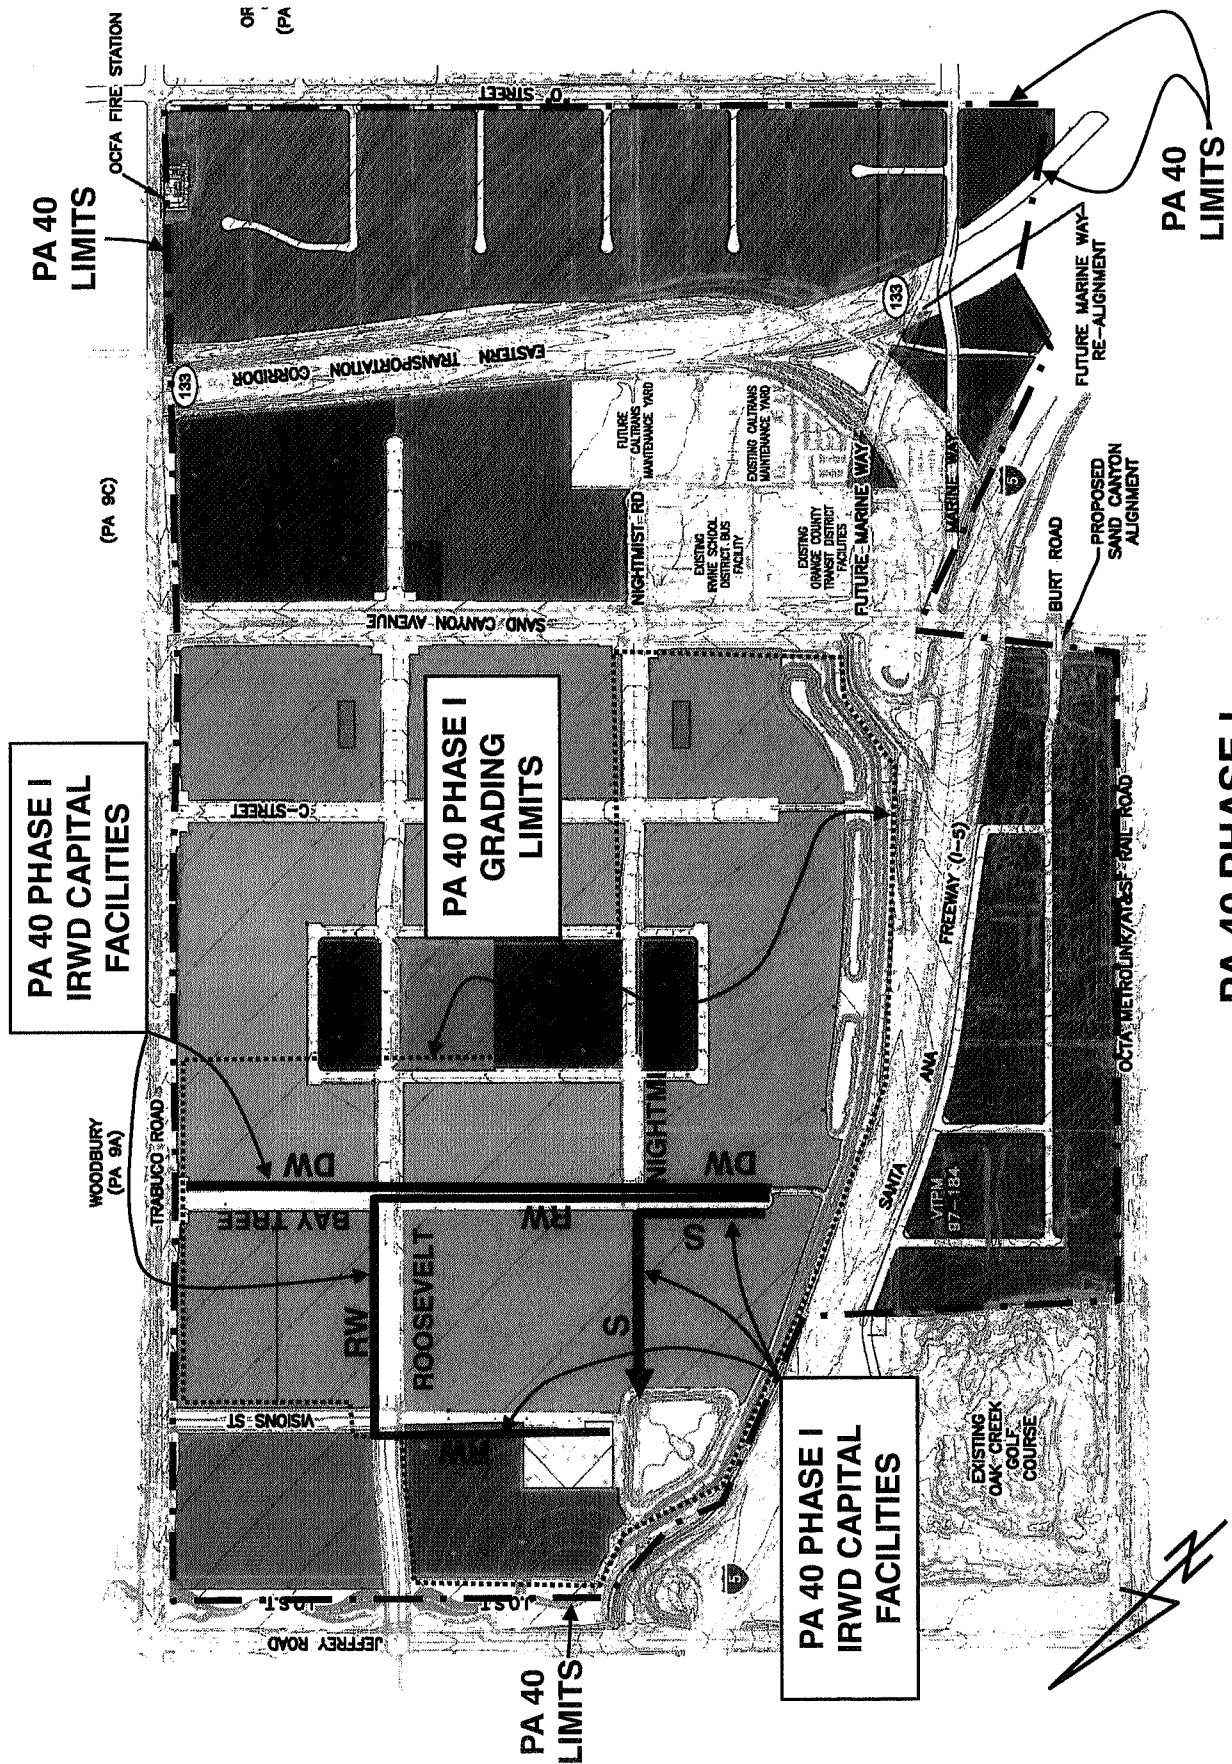 PA 40
LIMITS
OCFA FIRE STATION
OR
(PA
O STREET
PA 40 PHASE I
IRWD CAPITAL
FACILITIES
(PA 9C)
WOODBURY
(PA 9A)
TRABUCO ROAD
133
EASTERN TRANSPORTATION CORRIDOR
FUTURE
CALTRANS
MAINTENANCE YARD
EXISTING CALTRANS
MAINTENANCE YARD
NIGHTMIST RD
EXISTING
IRVINE SCHOOL
DISTRICT BUS
FACILITY
EXISTING
ORANGE COUNTY
TRANSIT DISTRICT
FACILITIES
FUTURE MARINE WAY
MARINE WAY
133
FUTURE MARINE WAY
RE-ALIGNMENT
PA 40
LIMITS
5
BURT ROAD
PROPOSED
SAND CANYON
ALIGNMENT
SAND CANYON AVENUE
C-STREET
PA 40 PHASE I
GRADING
LIMITS
NIGHTMI
DW
DW
BAY TREE
RW
RW
ROOSEVELT
RW
S
S
VISIONS ST
J.O.S.T.
J.O.S.T.
JEFFREY ROAD
PA 40
LIMITS
5
PA 40 PHASE I
IRWD CAPITAL
FACILITIES
SANTA ANA FREEWAY (I-5)
VTPM
97-184
EXISTING
OAK CREEK
GOLF
COURSE
OCTA METROLINK/AT&SF RAIL ROAD
PA 40 PHASE I